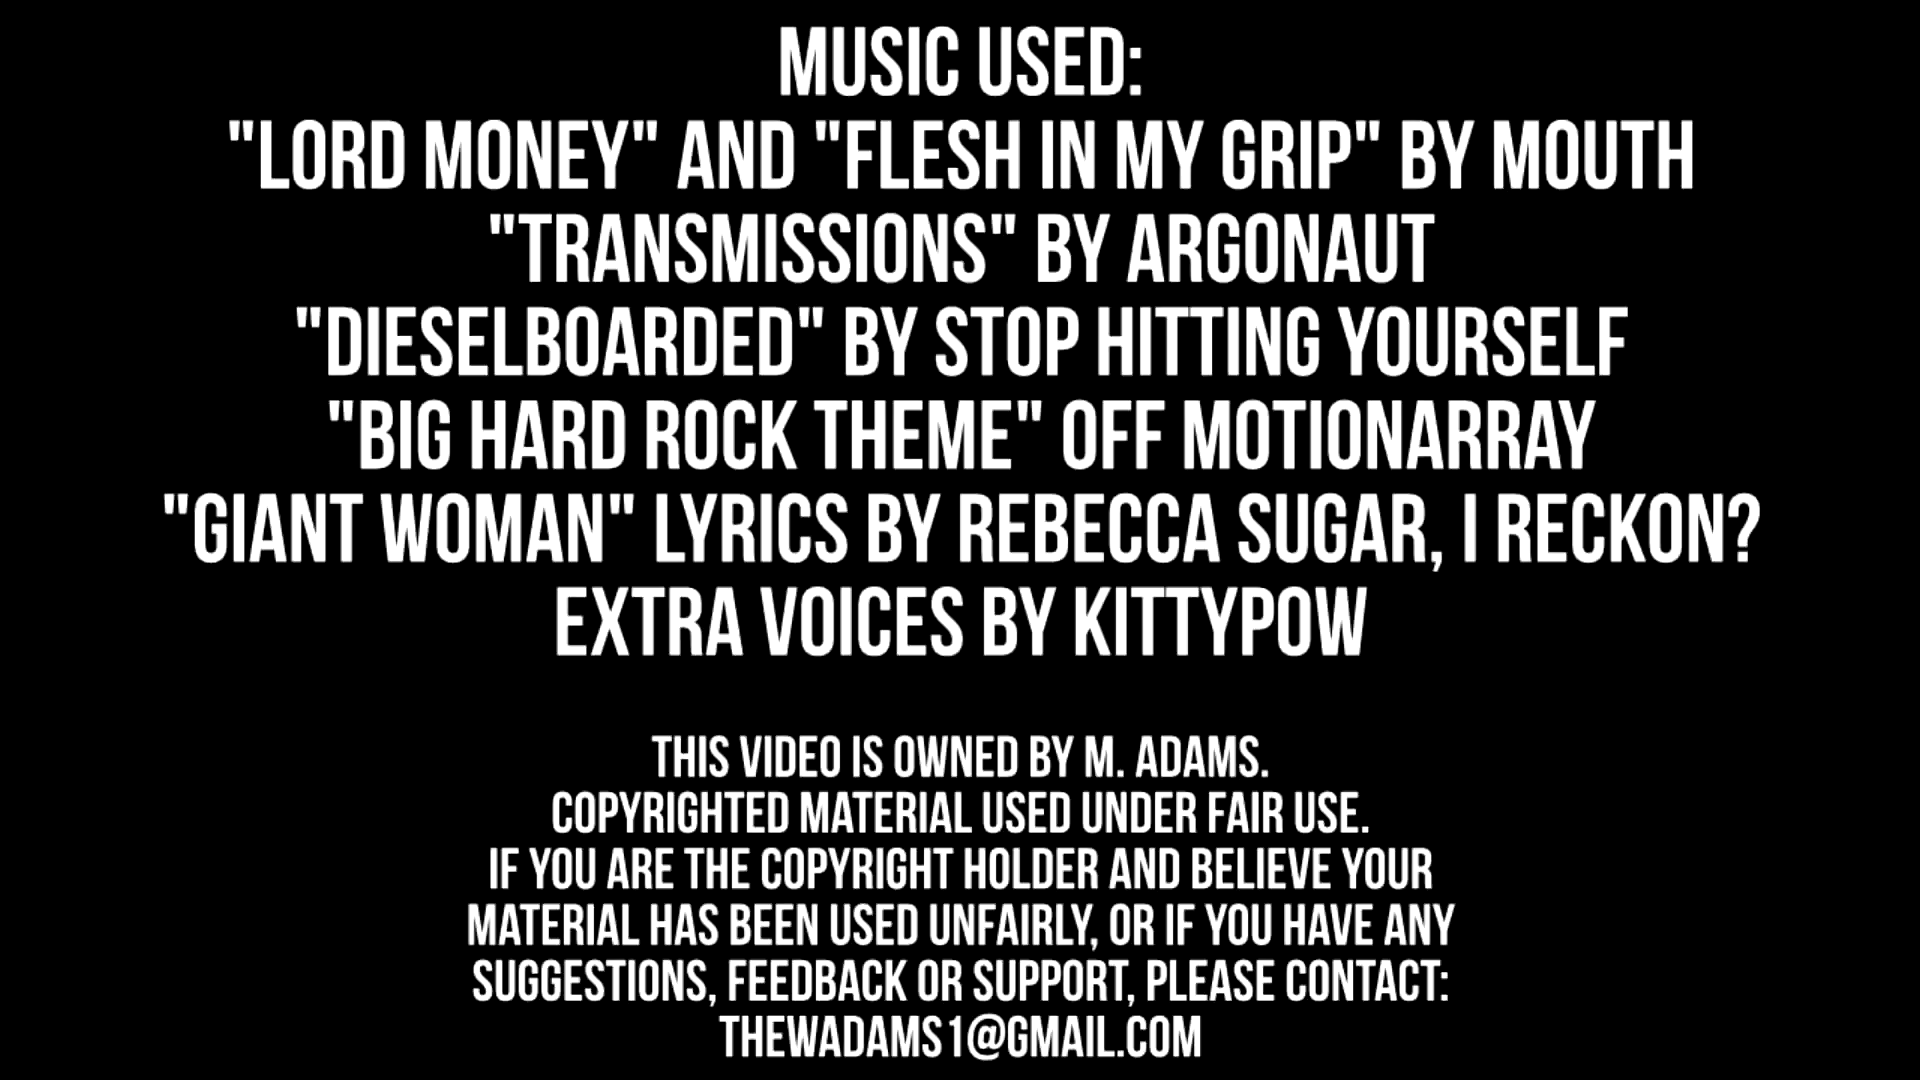 MUSIC USED:
"LORD MONEY" AND "FLESH IN MY GRIP" BY MOUTH
"TRANSMISSIONS" BY ARGONAUT
"DIESELBOARDED" BY STOP HITTING YOURSELF
"BIG HARD ROCK THEME" OFF MOTIONARRAY
"GIANT WOMAN" LYRICS BY REBECCA SUGAR, I RECKON?
EXTRA VOICES BY KITTYPOW
THIS VIDEO IS OWNED BY M. ADAMS.
COPYRIGHTED MATERIAL USED UNDER FAIR USE.
IF YOU ARE THE COPYRIGHT HOLDER AND BELIEVE YOUR
MATERIAL HAS BEEN USED UNFAIRLY, OR IF YOU HAVE ANY
SUGGESTIONS, FEEDBACK OR SUPPORT, PLEASE CONTACT:
THEWADAMS1@GMAIL.COM